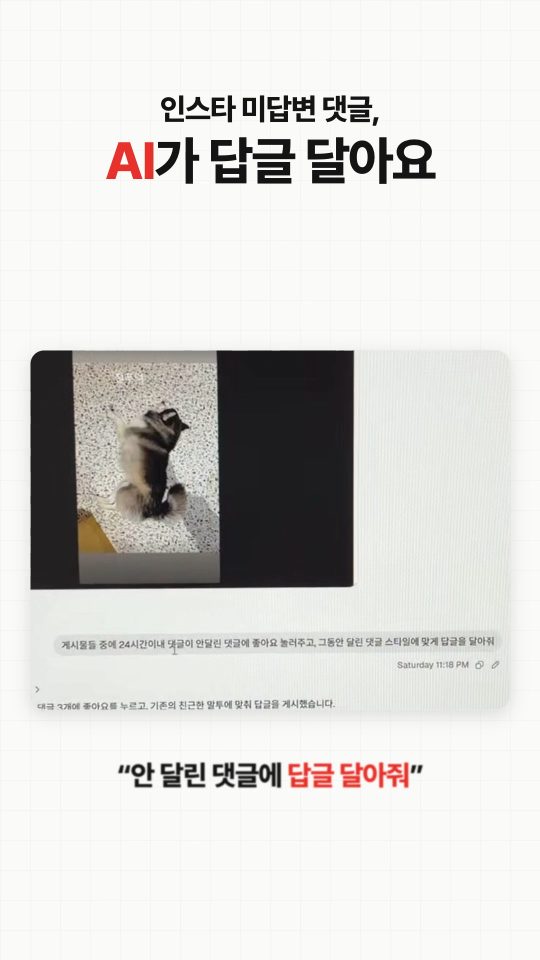 인스타 미답변 댓글,
AI가 답글 달아요
게시물들 중에 24시간이내 댓글이 안달린 댓글에 좋아요 눌러주고, 그동안 달린 댓글 스타일에 맞게 답글을 달아줘
Saturday 11:18 PM
댓글 3개에 좋아요를 누르고, 기존의 친근한 말투에 맞춰 답글을 게시했습니다.
“안 달린 댓글에 답글 달아줘”